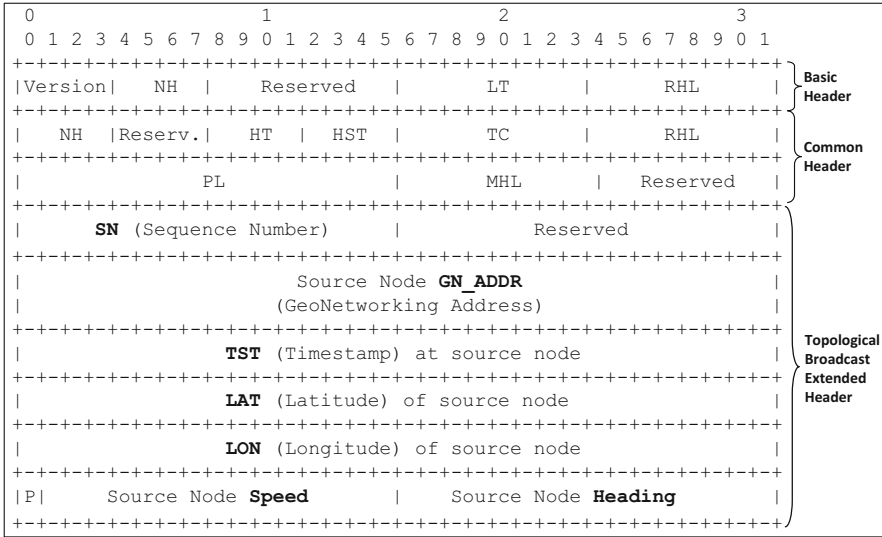 0                   1                   2                   3
0 1 2 3 4 5 6 7 8 9 0 1 2 3 4 5 6 7 8 9 0 1 2 3 4 5 6 7 8 9 0 1
+-+-+-+-+-+-+-+-+-+-+-+-+-+-+-+-+-+-+-+-+-+-+-+-+-+-+-+-+-+-+-+-+
|Version|   NH  |    Reserved   |       LT      |      RHL      |
Basic
Header
+-+-+-+-+-+-+-+-+-+-+-+-+-+-+-+-+-+-+-+-+-+-+-+-+-+-+-+-+-+-+-+-+
|   NH  |Reserv.|   HT  |  HST  |       TC      |      RHL      |
+-+-+-+-+-+-+-+-+-+-+-+-+-+-+-+-+-+-+-+-+-+-+-+-+-+-+-+-+-+-+-+-+
Common
Header
|               PL              |       MHL      |   Reserved   |
+-+-+-+-+-+-+-+-+-+-+-+-+-+-+-+-+-+-+-+-+-+-+-+-+-+-+-+-+-+-+-+-+
|      SN (Sequence Number)     |           Reserved            |
+-+-+-+-+-+-+-+-+-+-+-+-+-+-+-+-+-+-+-+-+-+-+-+-+-+-+-+-+-+-+-+-+
|                       Source Node GN_ADDR                     |
|                     (GeoNetworking Address)                   |
+-+-+-+-+-+-+-+-+-+-+-+-+-+-+-+-+-+-+-+-+-+-+-+-+-+-+-+-+-+-+-+-+
|                 TST (Timestamp) at source node                |
+-+-+-+-+-+-+-+-+-+-+-+-+-+-+-+-+-+-+-+-+-+-+-+-+-+-+-+-+-+-+-+-+
Topological
Broadcast
Extended
Header
|                 LAT (Latitude) of source node                 |
+-+-+-+-+-+-+-+-+-+-+-+-+-+-+-+-+-+-+-+-+-+-+-+-+-+-+-+-+-+-+-+-+
|                 LON (Longitude) of source node                |
+-+-+-+-+-+-+-+-+-+-+-+-+-+-+-+-+-+-+-+-+-+-+-+-+-+-+-+-+-+-+-+-+
|P|     Source Node Speed       |    Source Node Heading        |
+-+-+-+-+-+-+-+-+-+-+-+-+-+-+-+-+-+-+-+-+-+-+-+-+-+-+-+-+-+-+-+-+